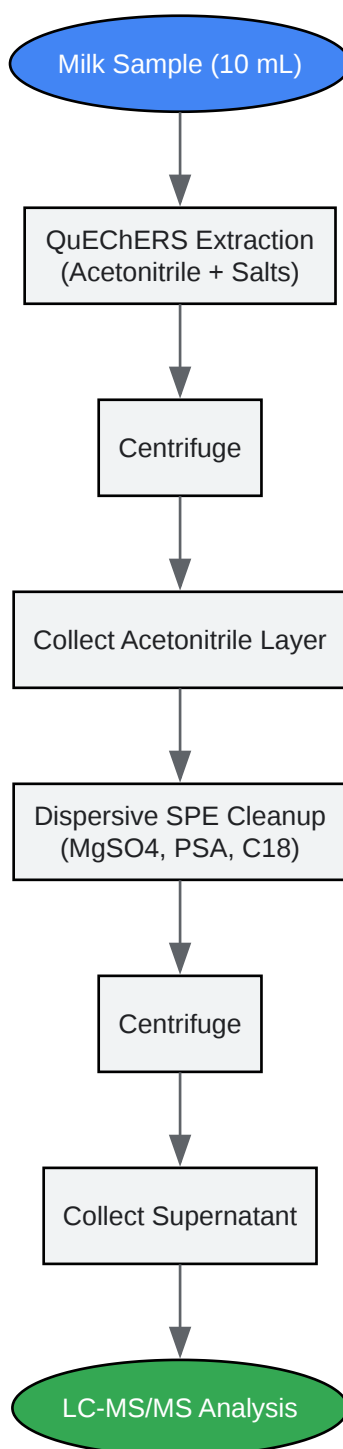 Milk Sample (10 mL)
QuEChERS Extraction
(Acetonitrile + Salts)
Centrifuge
Collect Acetonitrile Layer
Dispersive SPE Cleanup
(MgSO4, PSA, C18)
Centrifuge
Collect Supernatant
LC-MS/MS Analysis